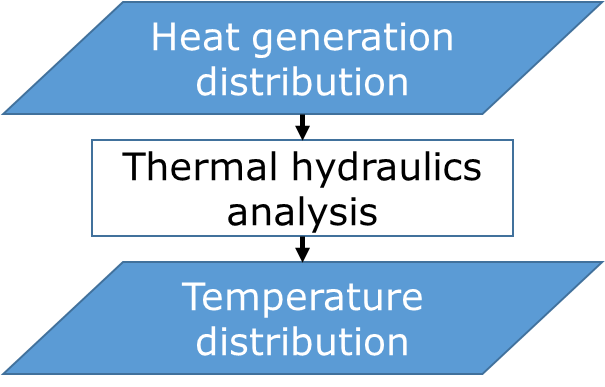 Heat generation
distribution
Thermal hydraulics
analysis
Temperature
distribution